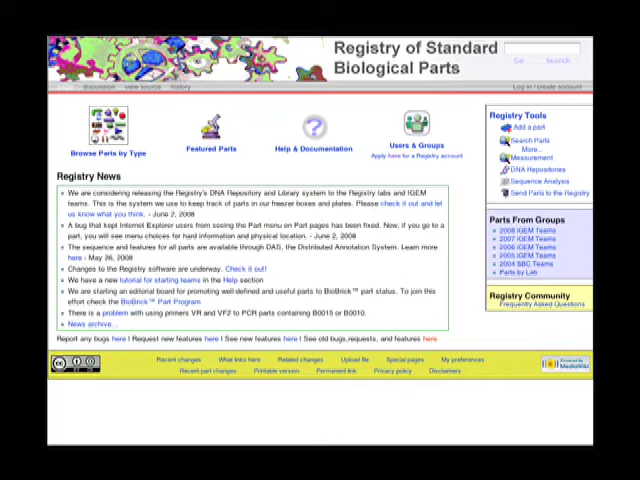 Registry of Standard
Biological Parts
Go Search
discussion view source history
Log in / create account
Browse Parts by Type
Featured Parts
Help & Documentation
Users & Groups
Apply here for a Registry account
Registry News
We are considering releasing the Registry's DNA Repository and Library system to the Registry labs and iGEM
teams. This is the system we use to keep track of parts in our freezer boxes and plates. Please check it out and let
us know what you think. - June 2, 2008
A bug that kept Internet Explorer users from seeing the Part menu on Part pages has been fixed. Now, if you go to a
part, you will see menu choices for hard information and physical location. - June 2, 2008
The sequence and features for all parts are available through DAS, the Distributed Annotation System. Learn more
here - May 26, 2008
Changes to the Registry software are underway. Check it out!
We have a new tutorial for starting teams in the Help section
We are starting an editorial board for promoting well-defined and useful parts to BioBrick™ part status. To join this
effort check the BioBrick™ Part Program
There is a problem with using primers VR and VF2 to PCR parts containing B0015 or B0010.
News archive...
Report any bugs here I Request new features here I See new features here I See old bugs,requests, and features here
Registry Tools
Add a part
Search Parts
More...
Measurement
DNA Repositories
Sequence Analysis
Send Parts to the Registry
Parts From Groups
2008 iGEM Teams
2007 iGEM Teams
2006 iGEM Teams
2005 iGEM Teams
2004 SBC Teams
Parts by Lab
Registry Community
Frequently Asked Questions
Recent changes What links here Related changes Upload file Special pages My preferences
Recent part changes Printable version Permanent link Privacy policy Disclaimers
Powered by
MediaWiki